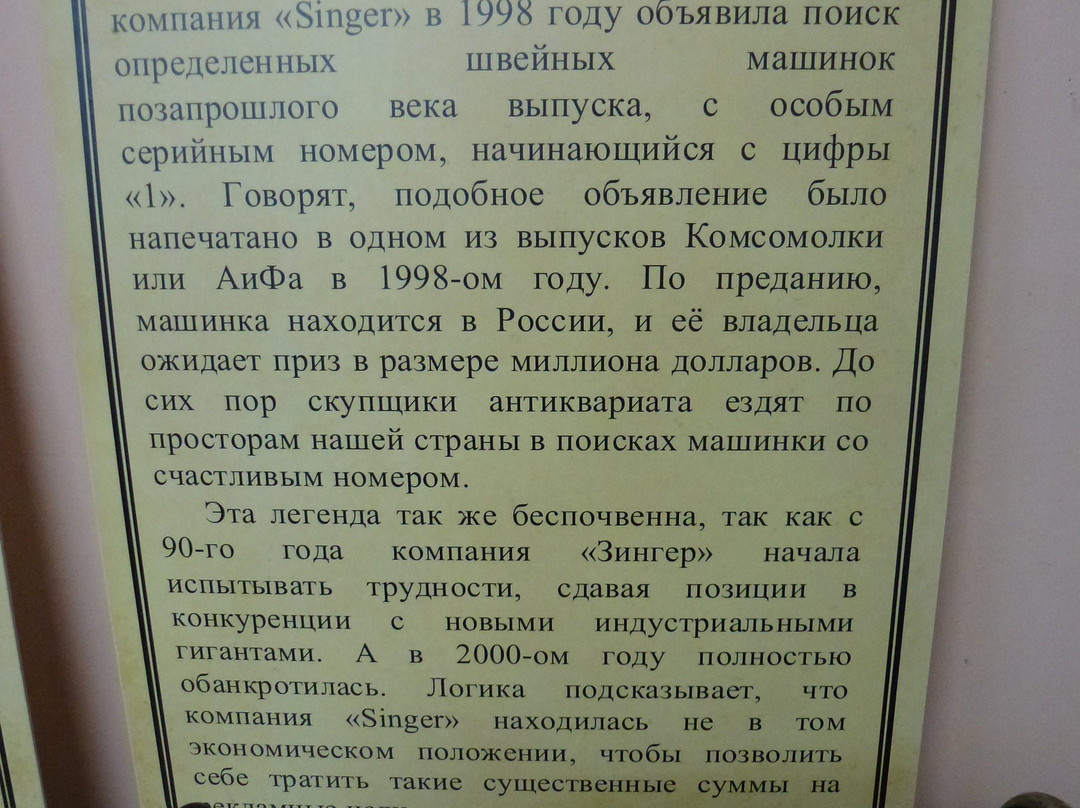 компания «Singer» в 1998 году объявила поиск
определенных швейных машинок
позапрошлого века выпуска, с особым
серийным номером, начинающийся с цифры
«1». Говорят, подобное объявление было
напечатано в одном из выпусков Комсомолки
или АиФа в 1998-ом году. По преданию,
машинка находится в России, и её владельца
ожидает приз в размере миллиона долларов. До
сих пор скупщики антиквариата ездят по
просторам нашей страны в поисках машинки со
счастливым номером.
Эта легенда так же беспочвенна, так как с
90-го года компания «Зингер» начала
испытывать трудности, сдавая позиции в
конкуренции с новыми индустриальными
гигантами. А в 2000-ом году полностью
обанкротилась. Логика подсказывает, что
компания «Singer» находилась не в том
экономическом положении, чтобы позволить
себе тратить такие существенные суммы на